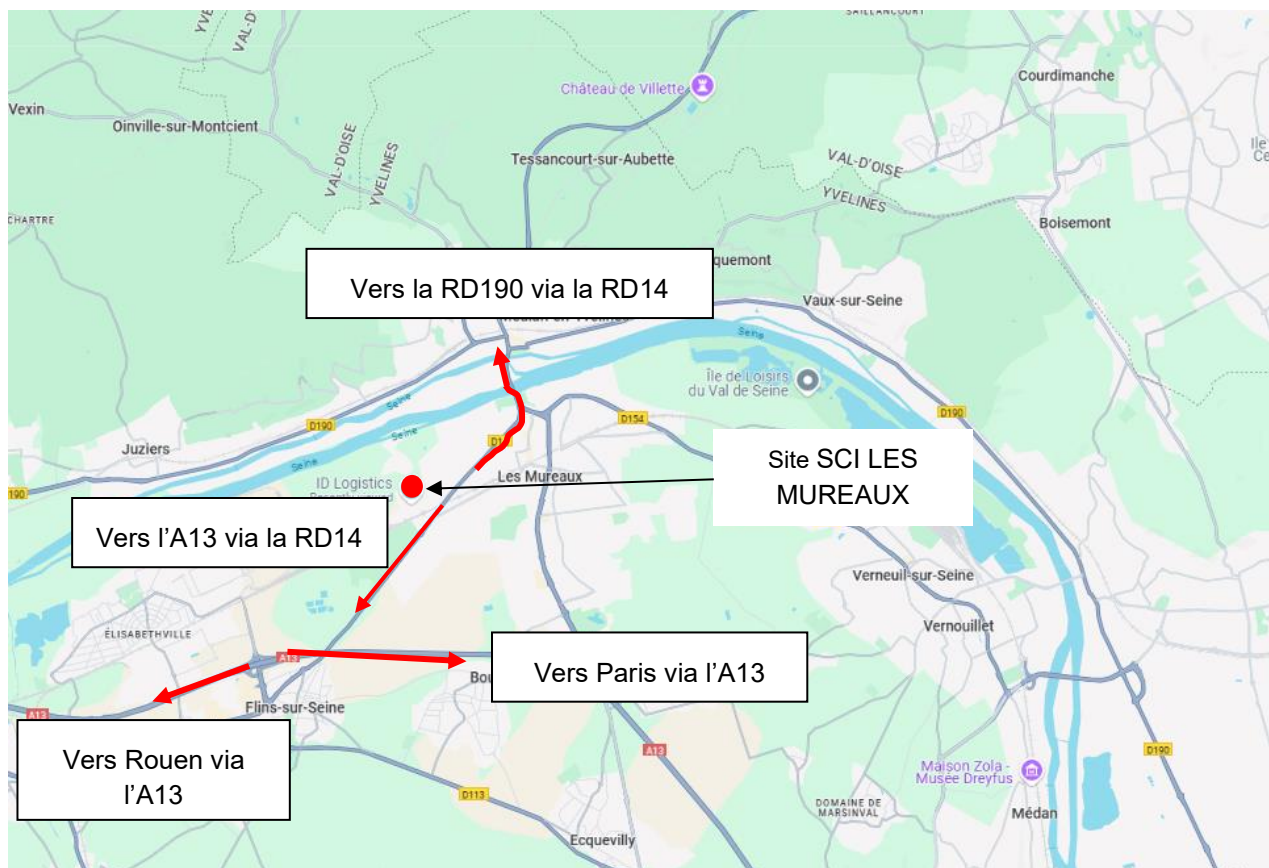 SAILLANCOURT
Courdimanche
Château de Villette
Vexin
Oinville-sur-Montcient
VAL-D'OISE
YVELINES
VAL-D'OISE
YVELINES
Tessancourt-sur-Aubette
VAL-D'OISE
YVELINES
CHARTRE
Boisemont
Vers la RD190 via la RD14
Vaux-sur-Seine
Seine
Île de Loisirs
du Val de Seine
Seine
D190
D154
D190
Juziers
Seine
190
ID Logistics
Les Mureaux
Site SCI LES
MUREAUX
Vers l'A13 via la RD14
Verneuil-sur-Seine
Vernouillet
ÉLISABETHVILLE
A13
Vers Paris via l'A13
Flins-sur-Seine
A13
Vers Rouen via
l'A13
A13
D190
Maison Zola -
Musée Dreyfus
D113
DOMAINE DE
MARSINVAL
Médan
Ecquevilly